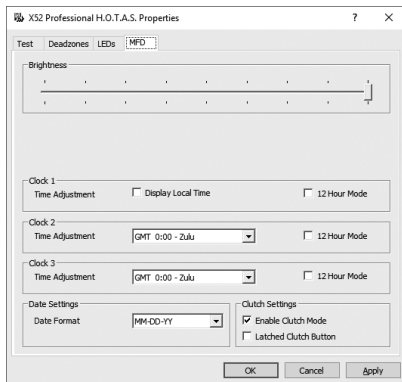 X52 Professional H.O.T.A.S. Properties
Test Deadzones LEDs MFD
Brightness
Clock 1
Time Adjustment Display Local Time 12 Hour Mode
Clock 2
Time Adjustment GMT 0:00 - Zulu 12 Hour Mode
Clock 3
Time Adjustment GMT 0:00 - Zulu 12 Hour Mode
Date Settings Clutch Settings
Date Format MM-DD-YY Enable Clutch Mode
Latched Clutch Button
OK Cancel Apply